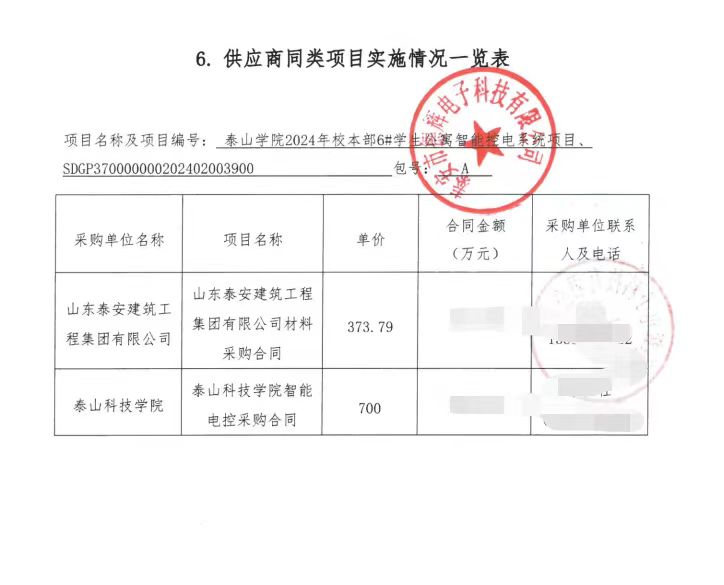 6. 供应商同类项目实施情况一览表
项目名称及项目编号： 泰山学院2024年校本部6#学生公寓智能控电系统项目、
SDGP370000000202402003900 包号： A
采购单位名称 项目名称 单价 合同金额（万元） 采购单位联系人及电话
山东泰安建筑工程集团有限公司 山东泰安建筑工程集团有限公司材料采购合同 373.79
泰山科技学院 泰山科技学院智能电控采购合同 700